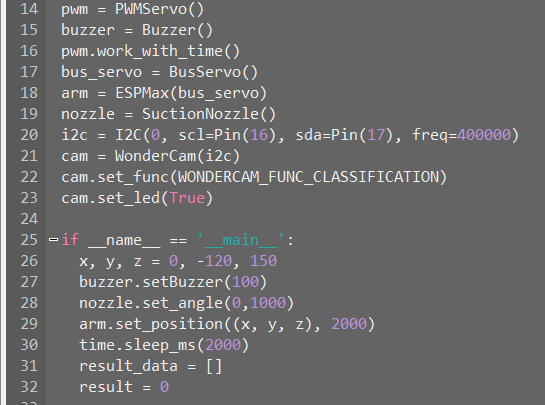 14 pwm = PWMServo()
15 buzzer = Buzzer()
16 pwm.work_with_time()
17 bus_servo = BusServo()
18 arm = ESPMax(bus_servo)
19 nozzle = SuctionNozzle()
20 i2c = I2C(0, scl=Pin(16), sda=Pin(17), freq=400000)
21 cam = WonderCam(i2c)
22 cam.set_func(WONDERCAM_FUNC_CLASSIFICATION)
23 cam.set_led(True)
24
25 if __name__ == '__main__':
26   x, y, z = 0, -120, 150
27   buzzer.setBuzzer(100)
28   nozzle.set_angle(0,1000)
29   arm.set_position((x, y, z), 2000)
30   time.sleep_ms(2000)
31   result_data = []
32   result = 0